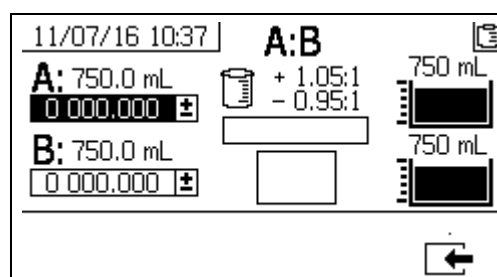 11/07/16 10:37
A:B
A: 750.0 mL
0 000.000 ±
B: 750.0 mL
0 000.000 ±
+ 1.05:1
- 0.95:1
750 mL
750 mL